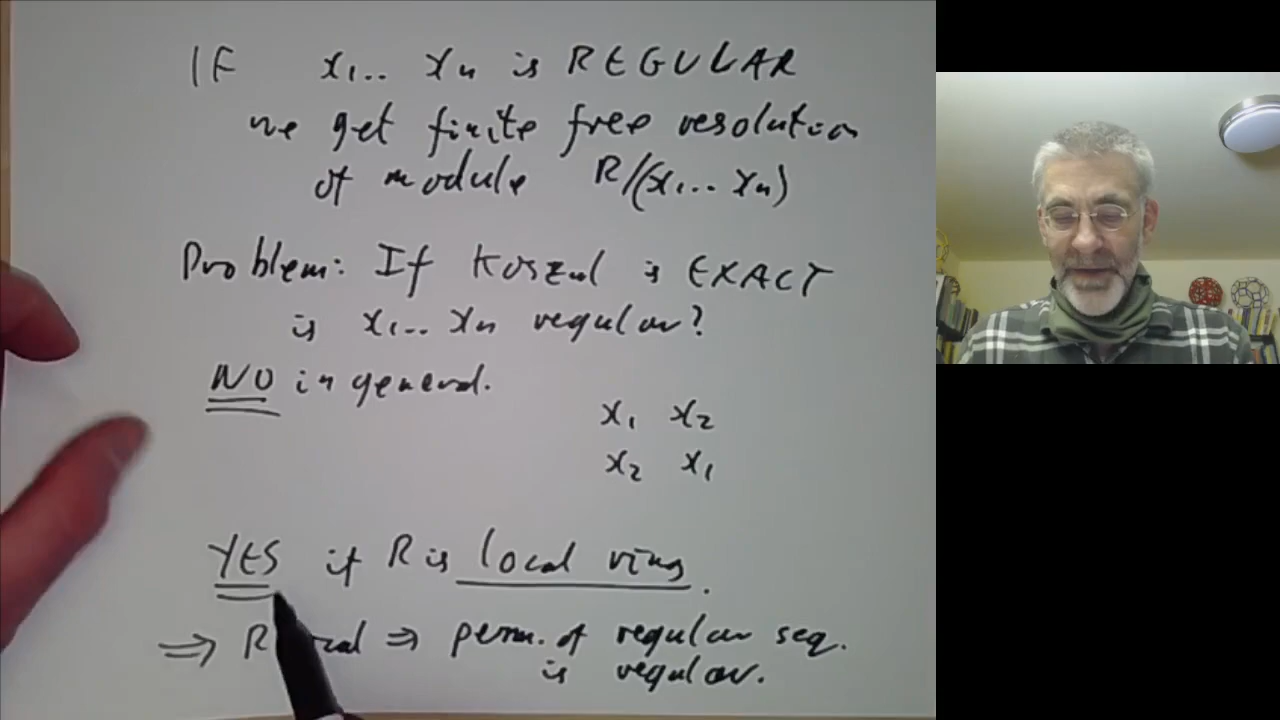 IF x₁.. xₙ is REGULAR
we get finite free resolution
of module R/(x₁... xₙ)
Problem: If Koszul is EXACT
is x₁... xₙ regular?
NO in general.
x₁ x₂
x₂ x₁
YES if R is local ring.
⇒ R ⇒ perm. of regular seq.
is regular.